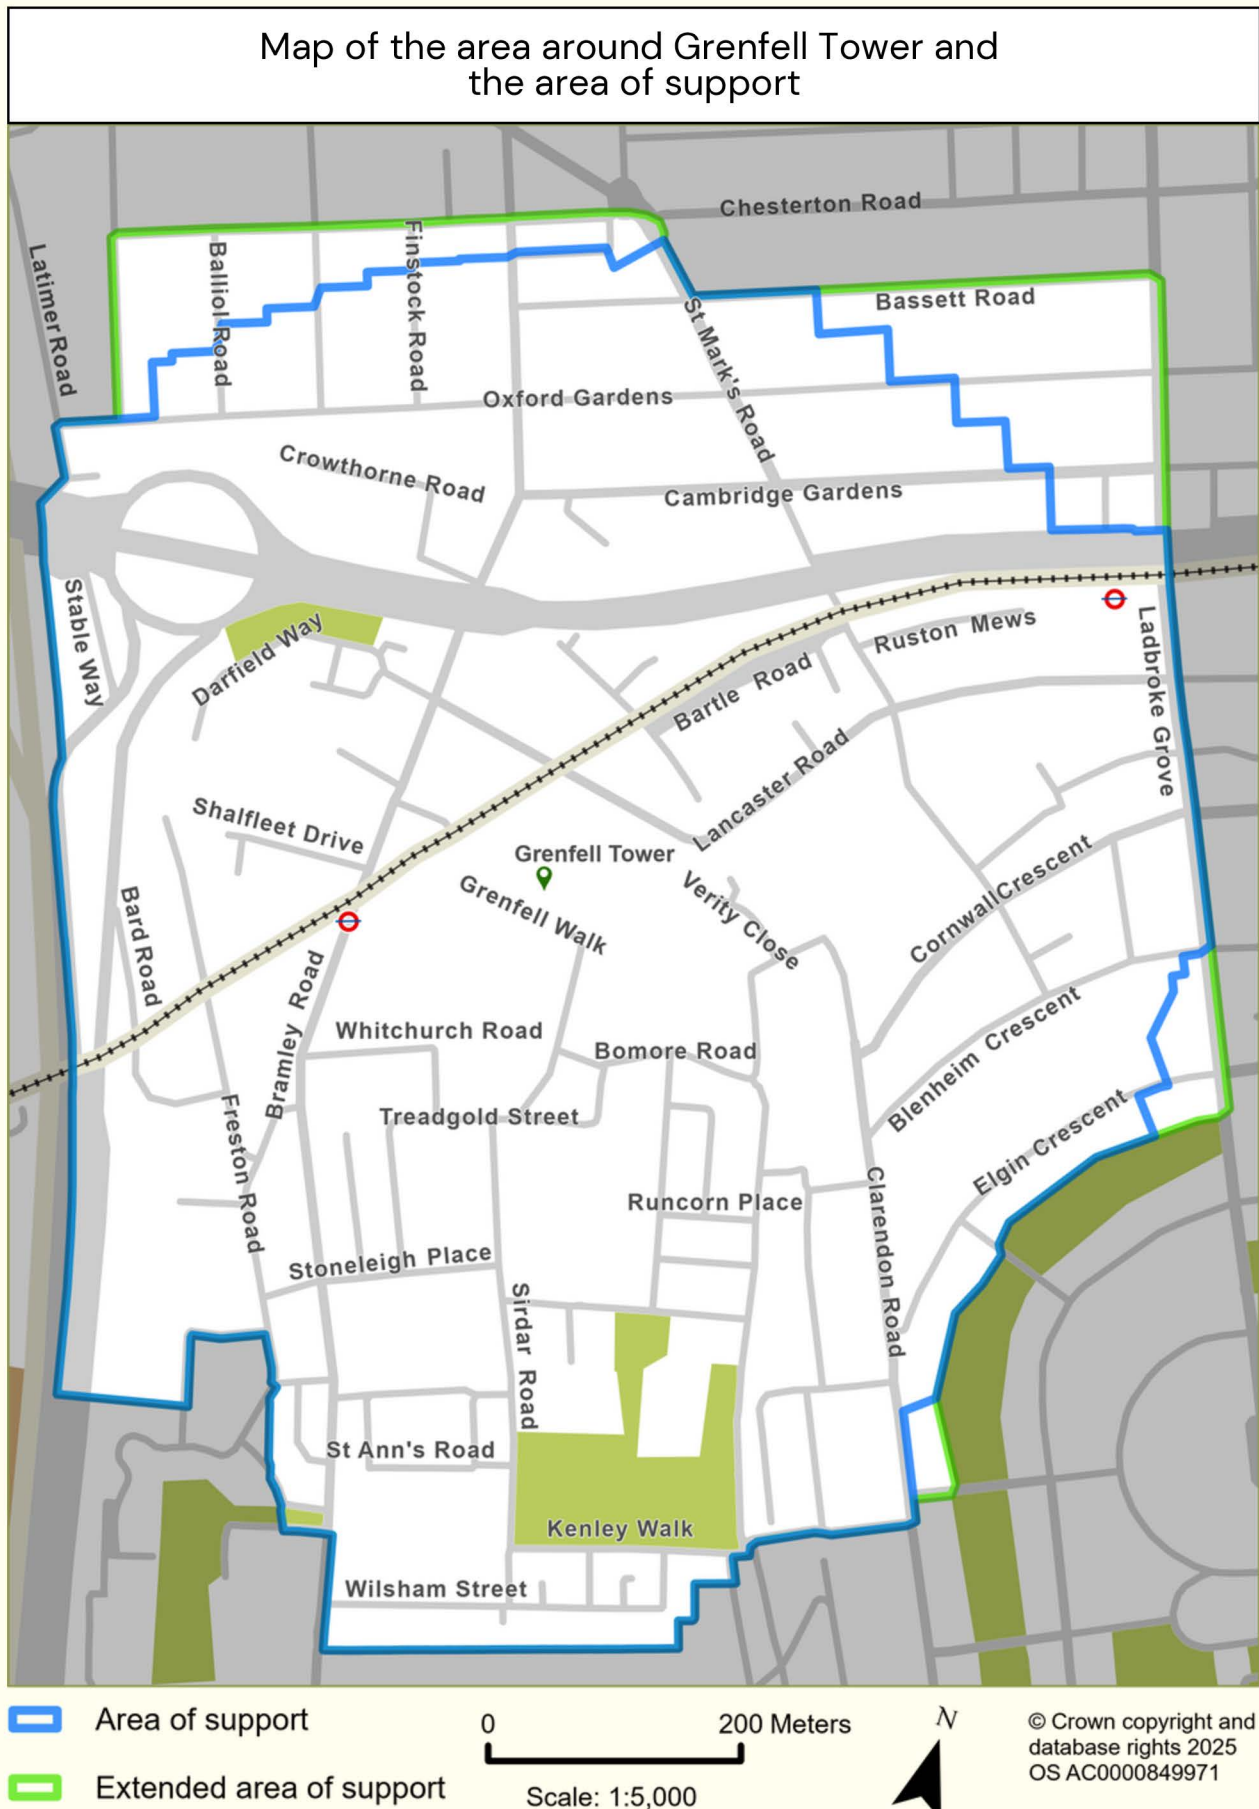 Map of the area around Grenfell Tower and
the area of support
Chesterton Road
Latimer Road
Balliol Road
Finstock Road
Bassett Road
St Mark's Road
Oxford Gardens
Crowthorne Road
Cambridge Gardens
Stable Way
Darfield Way
Ruston Mews
Ladbroke Grove
Bartle Road
Lancaster Road
Shalfleet Drive
Grenfell Tower
Grenfell Walk
Verity Close
Cornwall Crescent
Bard Road
Bramley Road
Whitchurch Road
Bomore Road
Blenheim Crescent
Treadgold Street
Freston Road
Elgin Crescent
Runcorn Place
Clarendon Road
Stoneleigh Place
Sirdar Road
St Ann's Road
Kenley Walk
Wilsham Street
Area of support
Extended area of support
0 200 Meters
Scale: 1:5,000
N
© Crown copyright and
database rights 2025
OS AC0000849971